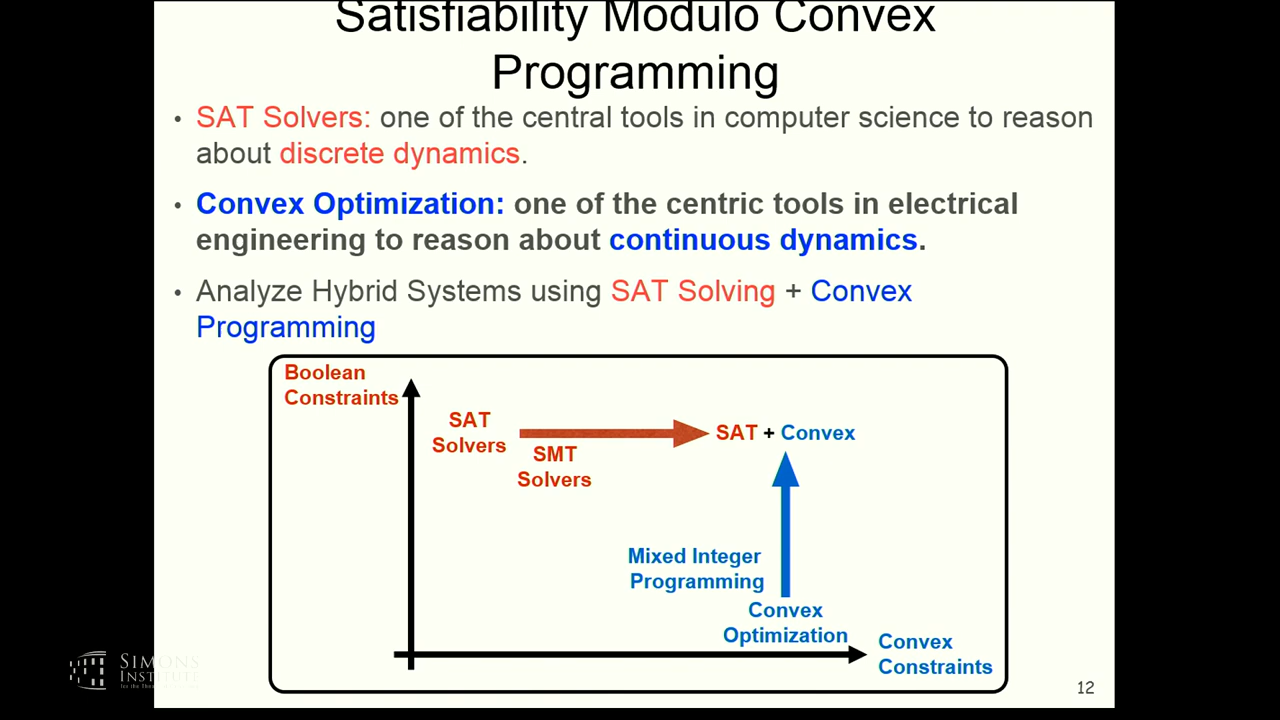 Satisfiability Modulo Convex
Programming
• SAT Solvers: one of the central tools in computer science to reason
about discrete dynamics.
• Convex Optimization: one of the centric tools in electrical
engineering to reason about continuous dynamics.
• Analyze Hybrid Systems using SAT Solving + Convex
Programming
Boolean
Constraints
SAT
Solvers
SMT
Solvers
SAT + Convex
Mixed Integer
Programming
Convex
Optimization
Convex
Constraints
SIMONS
INSTITUTE
12